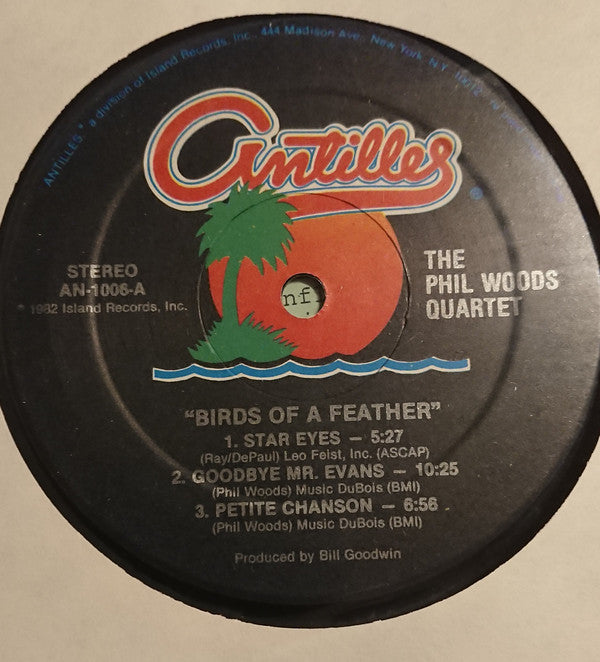 ANTILLES® a division of Island Records, Inc., 444 Madison Ave., New York, N.Y.
Antilles
®
STEREO
AN-1006-A
1982 Island Records, Inc.
THE
PHIL WOODS
QUARTET
nf
"BIRDS OF A FEATHER"
1. STAR EYES — 5:27
(Ray/DePaul) Leo Feist, Inc. (ASCAP)
2. GOODBYE MR. EVANS — 10:25
(Phil Woods) Music DuBois (BMI)
3. PETITE CHANSON — 6:56
(Phil Woods) Music DuBois (BMI)
Produced by Bill Goodwin